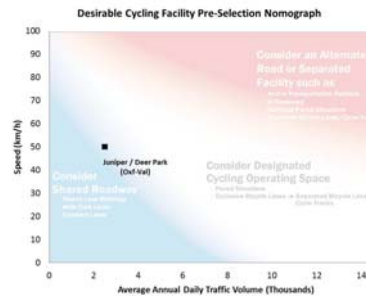 Desirable Cycling Facility Pre-Selection Nomograph
100
90
80
70
60
50
40
30
20
10
0
Speed (km/h)
Consider an Alternate
Road or Separated
Facility such as
Juniper / Deer Park
(Oxf-Val)
Consider
Shared Roadway
Consider Designated
Cycling Operating Space
0
2
4
6
8
10
12
14
Average Annual Daily Traffic Volume (Thousands)